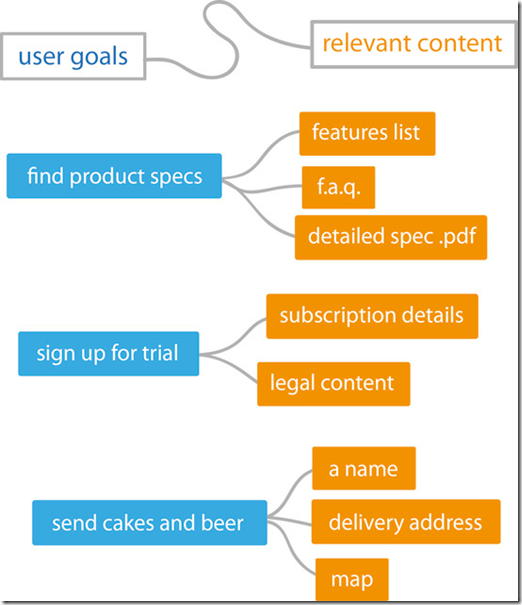 user goals
relevant content
find product specs
features list
f.a.q.
detailed spec .pdf
sign up for trial
subscription details
legal content
send cakes and beer
a name
delivery address
map